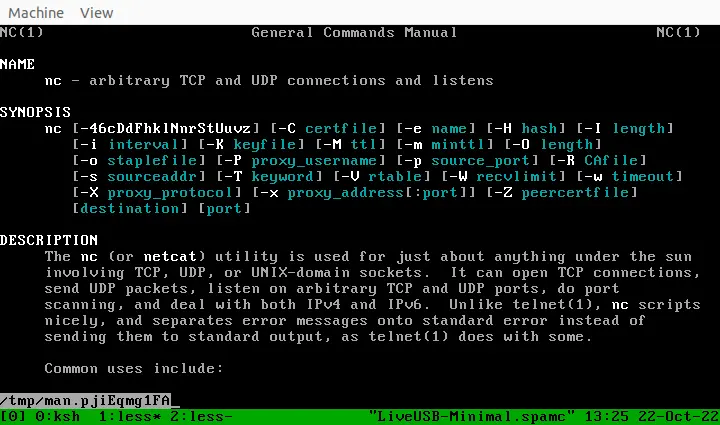 Machine View
NC(1) General Commands Manual NC(1)
NAME
nc - arbitrary TCP and UDP connections and listens
SYNOPSIS
nc [-46cDdFhklNnrStUuvz] [-C certfile] [-e name] [-H hash] [-I length]
[-i interval] [-K keyfile] [-M ttl] [-m minttl] [-O length]
[-o staplefile] [-P proxy_username] [-p source_port] [-R CAfile]
[-s sourceaddr] [-T keyword] [-V rtable] [-W recvlimit] [-w timeout]
[-X proxy_protocol] [-x proxy_address[:port]] [-Z peercertfile]
[destination] [port]
DESCRIPTION
The nc (or netcat) utility is used for just about anything under the sun
involving TCP, UDP, or UNIX-domain sockets. It can open TCP connections,
send UDP packets, listen on arbitrary TCP and UDP ports, do port
scanning, and deal with both IPv4 and IPv6. Unlike telnet(1), nc scripts
nicely, and separates error messages onto standard error instead of
sending them to standard output, as telnet(1) does with some.
Common uses include:
/tmp/man.pjiEqmg1FA
[0] 0:ksh 1:less* 2:less- "LiveUSB-Minimal.spamc" 13:25 22-Oct-22